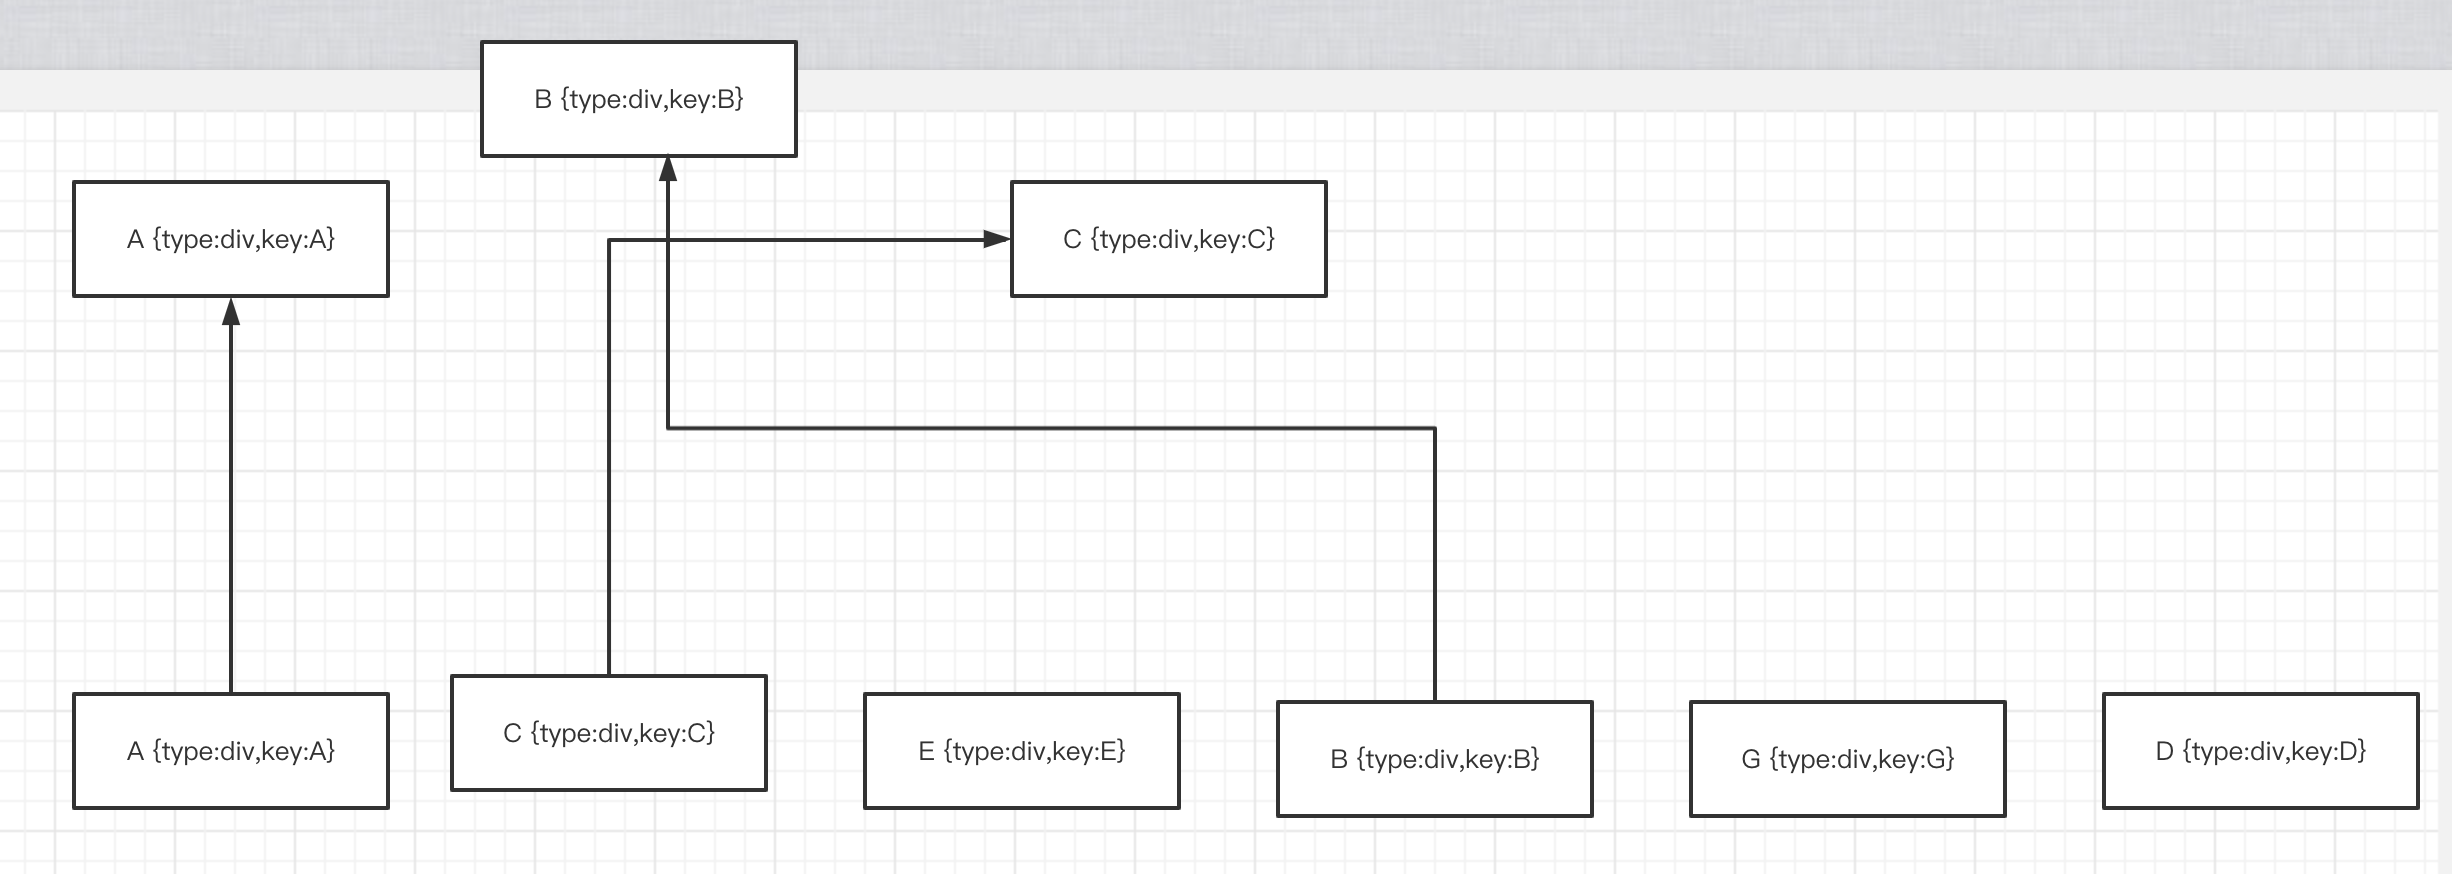 B {type:div,key:B}
A {type:div,key:A}
C {type:div,key:C}
A {type:div,key:A}
C {type:div,key:C}
E {type:div,key:E}
B {type:div,key:B}
G {type:div,key:G}
D {type:div,key:D}